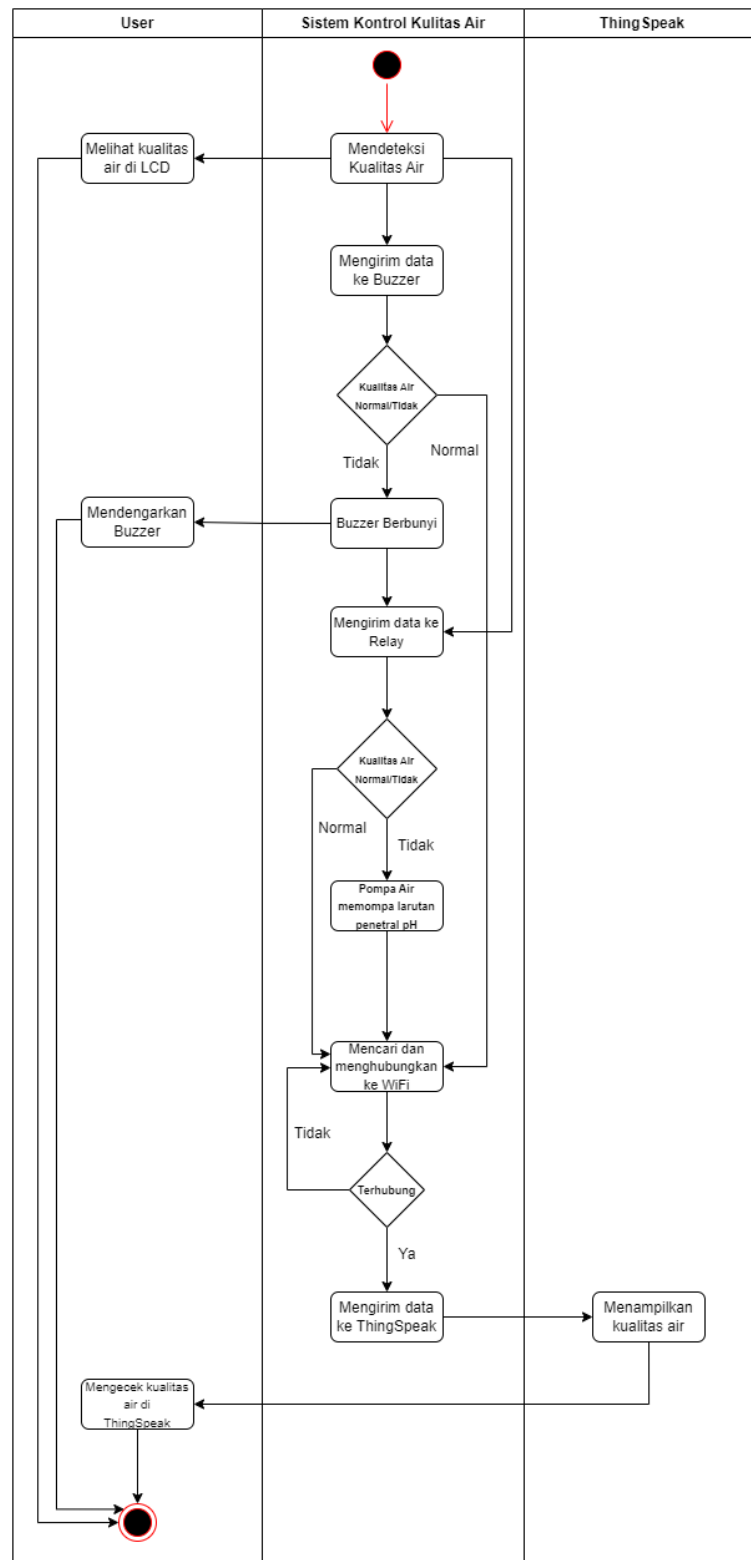 User
Sistem Kontrol Kulitas Air
ThingSpeak
Melihat kualitas
air di LCD
Mendeteksi
Kualitas Air
Mengirim data
ke Buzzer
Kualitas Air
Normal/Tidak
Normal
Tidak
Mendengarkan
Buzzer
Buzzer Berbunyi
Mengirim data ke
Relay
Kualitas Air
Normal/Tidak
Normal
Tidak
Pompa Air
memompa larutan
penetral pH
Mencari dan
menghubungkan
ke WiFi
Tidak
Terhubung
Ya
Mengirim data
ke ThingSpeak
Menampilkan
kualitas air
Mengecek kualitas
air di
ThingSpeak